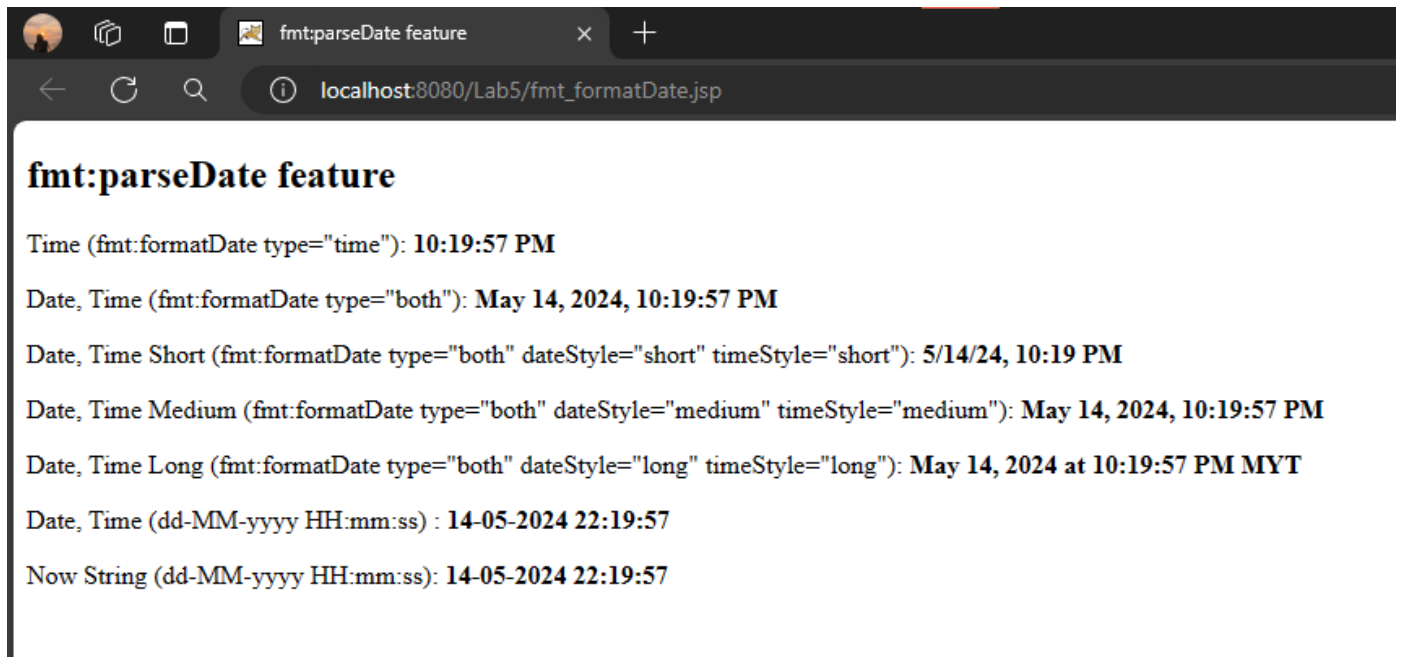 fmt:parseDate feature
localhost:8080/Lab5/fmt_formatDate.jsp
fmt:parseDate feature
Time (fmt:formatDate type="time"): 10:19:57 PM
Date, Time (fmt:formatDate type="both"): May 14, 2024, 10:19:57 PM
Date, Time Short (fmt:formatDate type="both" dateStyle="short" timeStyle="short"): 5/14/24, 10:19 PM
Date, Time Medium (fmt:formatDate type="both" dateStyle="medium" timeStyle="medium"): May 14, 2024, 10:19:57 PM
Date, Time Long (fmt:formatDate type="both" dateStyle="long" timeStyle="long"): May 14, 2024 at 10:19:57 PM MYT
Date, Time (dd-MM-yyyy HH:mm:ss) : 14-05-2024 22:19:57
Now String (dd-MM-yyyy HH:mm:ss): 14-05-2024 22:19:57